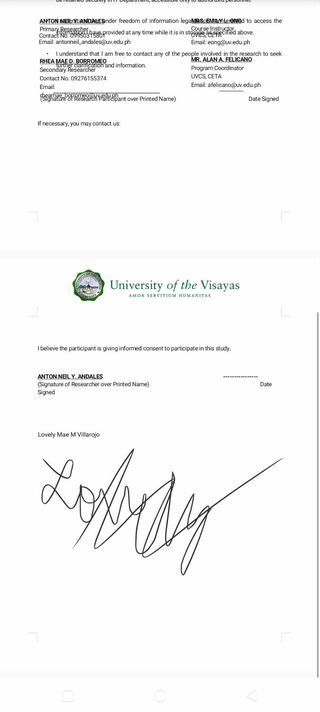 be retained securely in IT Department, accessible only to authorized personnel.
ANTON NEIL Y. ANDALES
under freedom of information
to access the
Primary Researcher
have provided at any time while it is in
specified above.
Contact No. 09950315801
Email: antonneil_andales@uv.edu.ph
MRS. EMILY L. ONG
Course Instructor
UVCS, CETA
Email: eong@uv.edu.ph
• I understand that I am free to contact any of the people involved in the research to seek
further clarification and information.
RHEA MAE D. BORROMEO
Secondary Researcher
Contact No. 09276155374
Email:
rheamae_borromeo@uv.edu.ph
MR. ALAN F. FELICANO
Program Coordinator
UVCS, CETA
Email: afelicano@uv.edu.ph
(Signature of Research Participant over Printed Name) Date Signed
If necessary, you may contact us:
University of the Visayas
AMOR SERVITIUM HUMANITAS
I believe the participant is giving informed consent to participate in this study.
ANTON NEIL Y. ANDALES ----------------
(Signature of Researcher over Printed Name) Date
Signed
Lovely Mae M Villarojo
Lovely